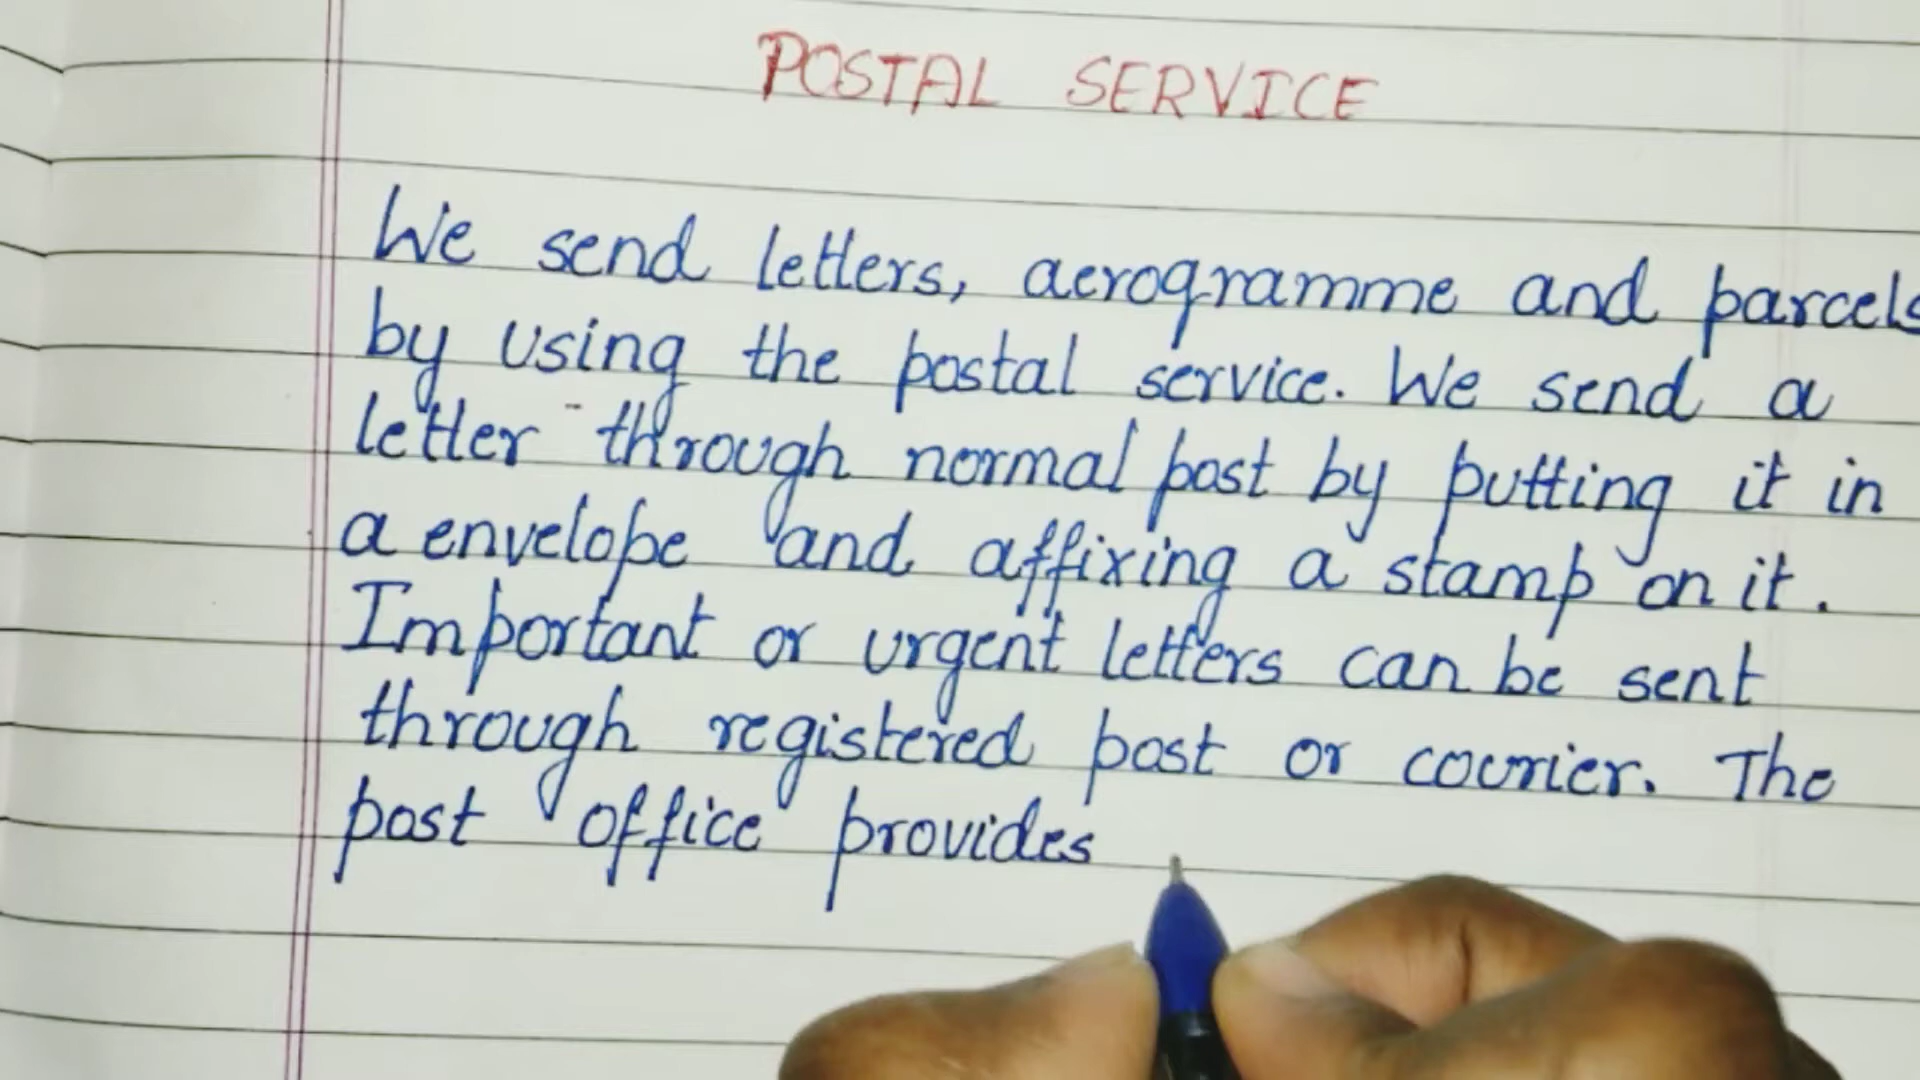 POSTAL SERVICE
We send letters, aerogramme and parcels
by using the postal service. We send a
letter through normal post by putting it in
a envelope and affixing a stamp on it.
Important or urgent letters can be sent
through registered post or courier. The
post office provides